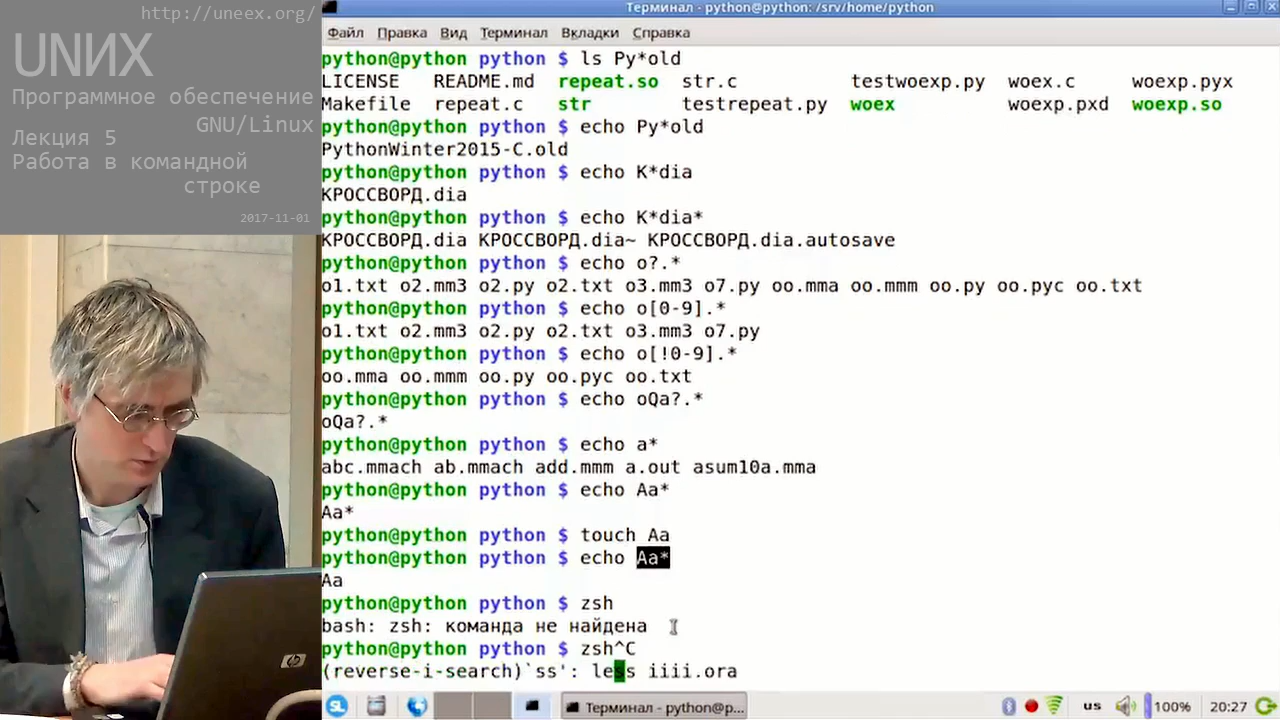 http://uneex.org/
UNИX
Программное обеспечение
GNU/Linux
Лекция 5
Работа в командной
строке
2017-11-01
Терминал - python@python: /srv/home/python
Файл Правка Вид Терминал Вкладки Справка
python@python python $ ls Py*old
LICENSE README.md repeat.so str.c testwoexp.py woex.c woexp.pyx
Makefile repeat.c str testrepeat.py woex woexp.pxd woexp.so
python@python python $ echo Py*old
PythonWinter2015-C.old
python@python python $ echo К*dia
КРОССВОРД.dia
python@python python $ echo К*dia*
КРОССВОРД.dia КРОССВОРД.dia~ КРОССВОРД.dia.autosave
python@python python $ echo o?.*
o1.txt o2.mm3 o2.py o2.txt o3.mm3 o7.py oo.mma oo.mmm oo.py oo.pyc oo.txt
python@python python $ echo o[0-9].*
o1.txt o2.mm3 o2.py o2.txt o3.mm3 o7.py
python@python python $ echo o[!0-9].*
oo.mma oo.mmm oo.py oo.pyc oo.txt
python@python python $ echo oQa?.*
oQa?.*
python@python python $ echo a*
abc.mmach ab.mmach add.mmm a.out asum10a.mma
python@python python $ echo Aa*
Aa*
python@python python $ touch Aa
python@python python $ echo Aa*
Aa
python@python python $ zsh
bash: zsh: команда не найдена
python@python python $ zsh^C
(reverse-i-search)`ss': less iiii.ora
Терминал - python@p...
us 100% 20:27
hp